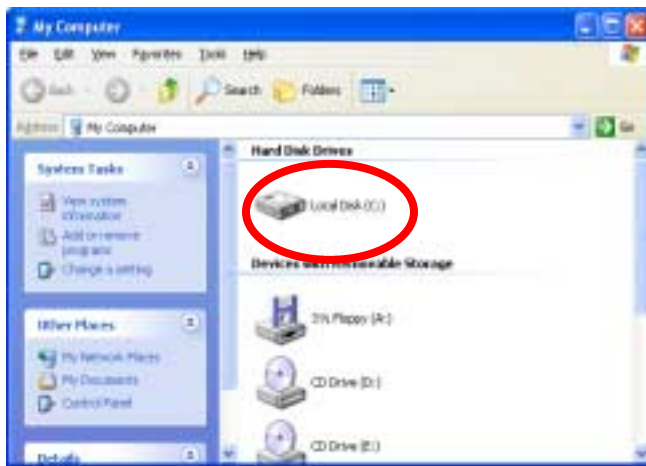 My Computer
File Edit View Favorites Tools Help
Back Search Folders
Address My Computer Go
System Tasks
View system
information
Add or remove
programs
Change a setting
Other Places
My Network Places
My Documents
Control Panel
Details
Hard Disk Drives
Local Disk (C:)
Devices with Removable Storage
3½ Floppy (A:)
CD Drive (D:)
CD Drive (E:)